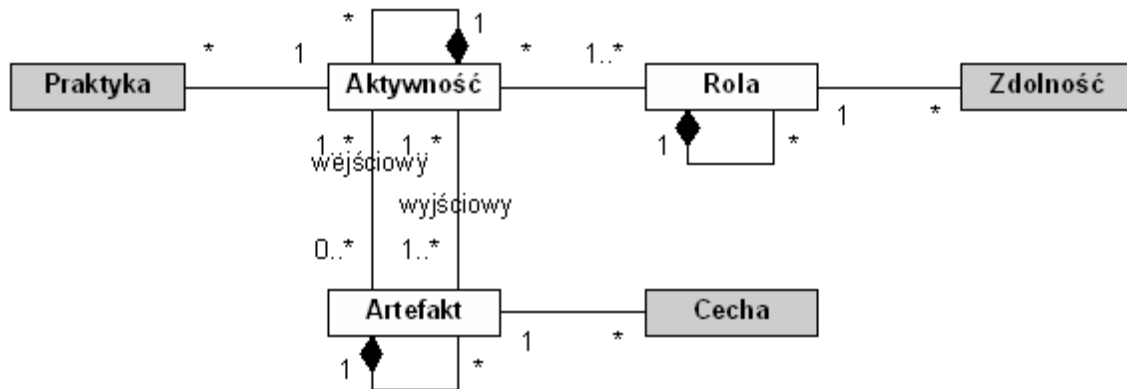 * 1
* 1 * 1..*
Praktyka Aktywność Rola Zdolność
1 *
1..* 1..* 1 *
wejściowy
wyjściowy
0..* 1..*
Artefakt Cecha
1 *
1 *